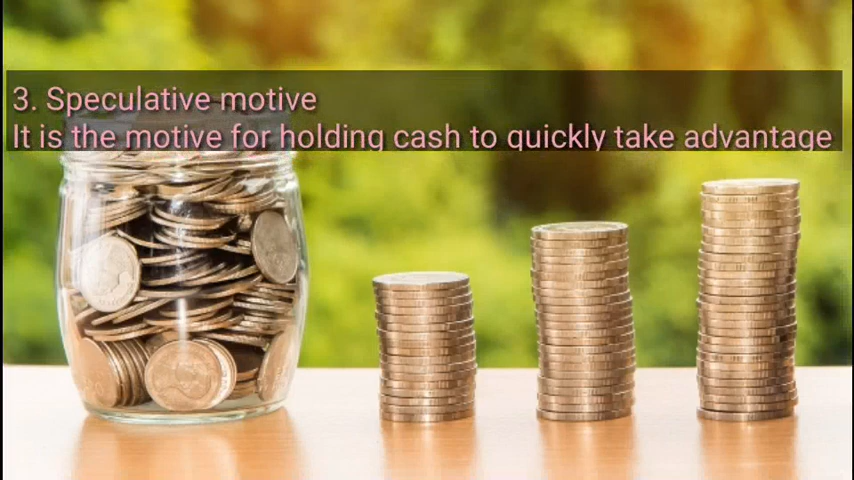 3. Speculative motive
It is the motive for holding cash to quickly take advantage